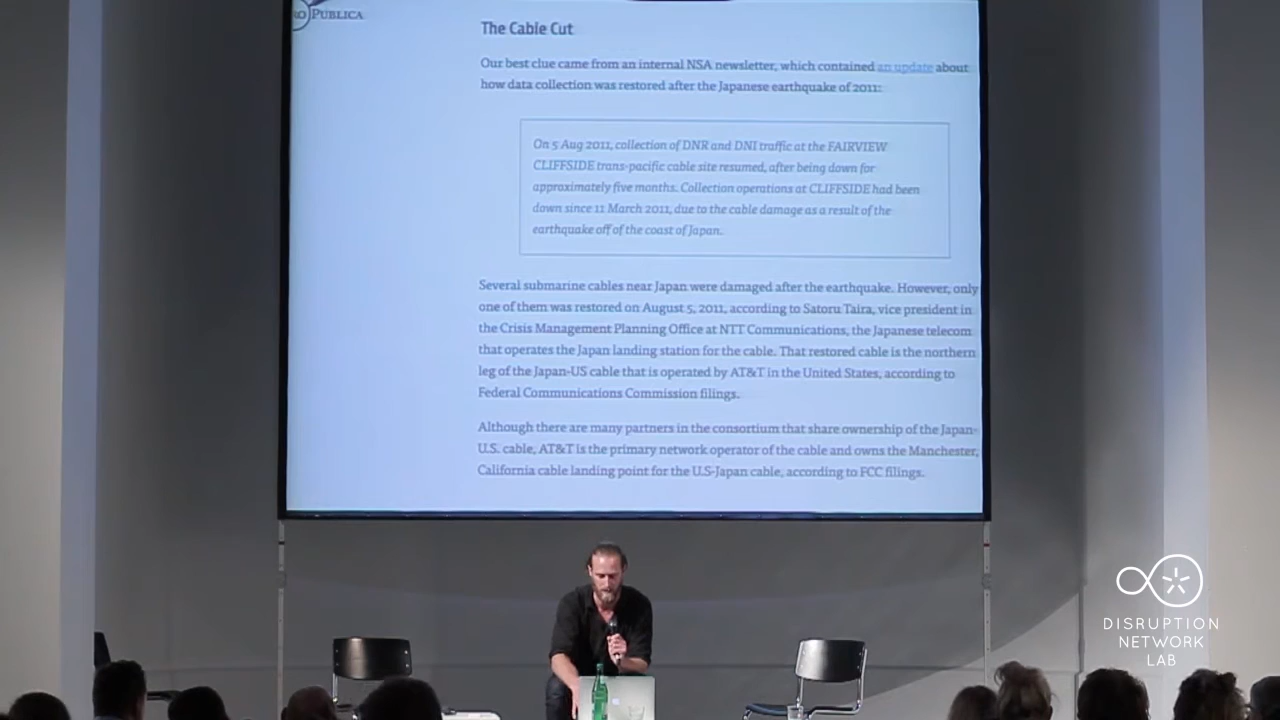 RO PUBLICA
The Cable Cut
Our best clue came from an internal NSA newsletter, which contained an update about
how data collection was restored after the Japanese earthquake of 2011:
On 5 Aug 2011, collection of DNR and DNI traffic at the FAIRVIEW
CLIFFSIDE trans-pacific cable site resumed, after being down for
approximately five months. Collection operations at CLIFFSIDE had been
down since 11 March 2011, due to the cable damage as a result of the
earthquake off of the coast of Japan.
Several submarine cables near Japan were damaged after the earthquake. However, only
one of them was restored on August 5, 2011, according to Satoru Taira, vice president in
the Crisis Management Planning Office at NTT Communications, the Japanese telecom
that operates the Japan landing station for the cable. That restored cable is the northern
leg of the Japan-US cable that is operated by AT&T in the United States, according to
Federal Communications Commission filings.
Although there are many partners in the consortium that share ownership of the Japan-
U.S. cable, AT&T is the primary network operator of the cable and owns the Manchester,
California cable landing point for the U.S-Japan cable, according to FCC filings.
DISRUPTION
NETWORK
LAB